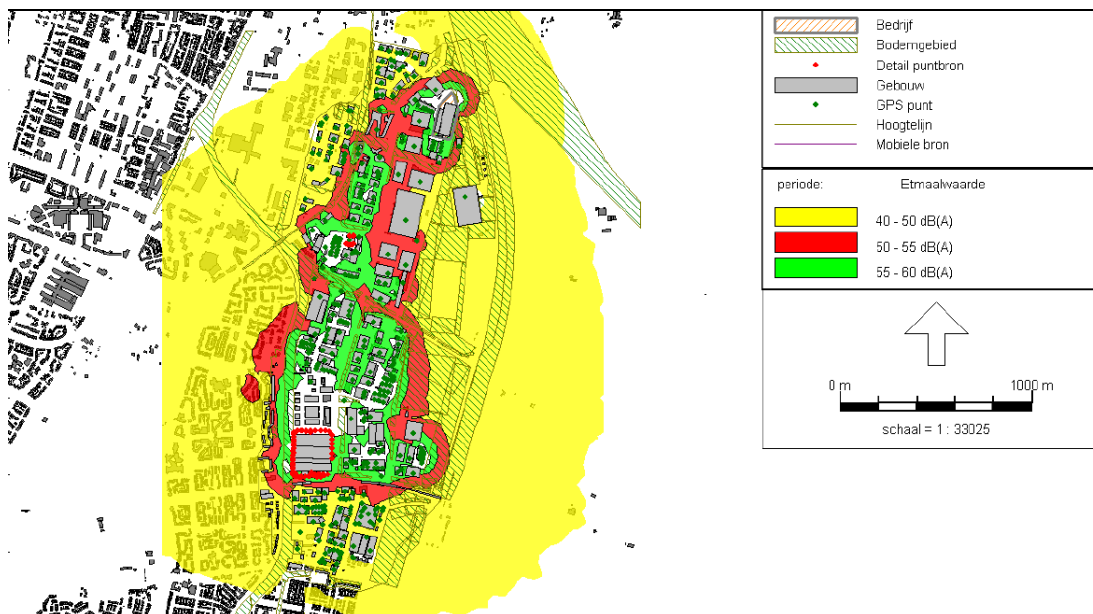 Bedrijf
Bodemgebied
Detail puntbron
Gebouw
GPS punt
Hoogtelijn
Mobiele bron
periode: Etmaalwaarde
40 - 50 dB(A)
50 - 55 dB(A)
55 - 60 dB(A)
0 m 1000 m
schaal = 1 : 33025